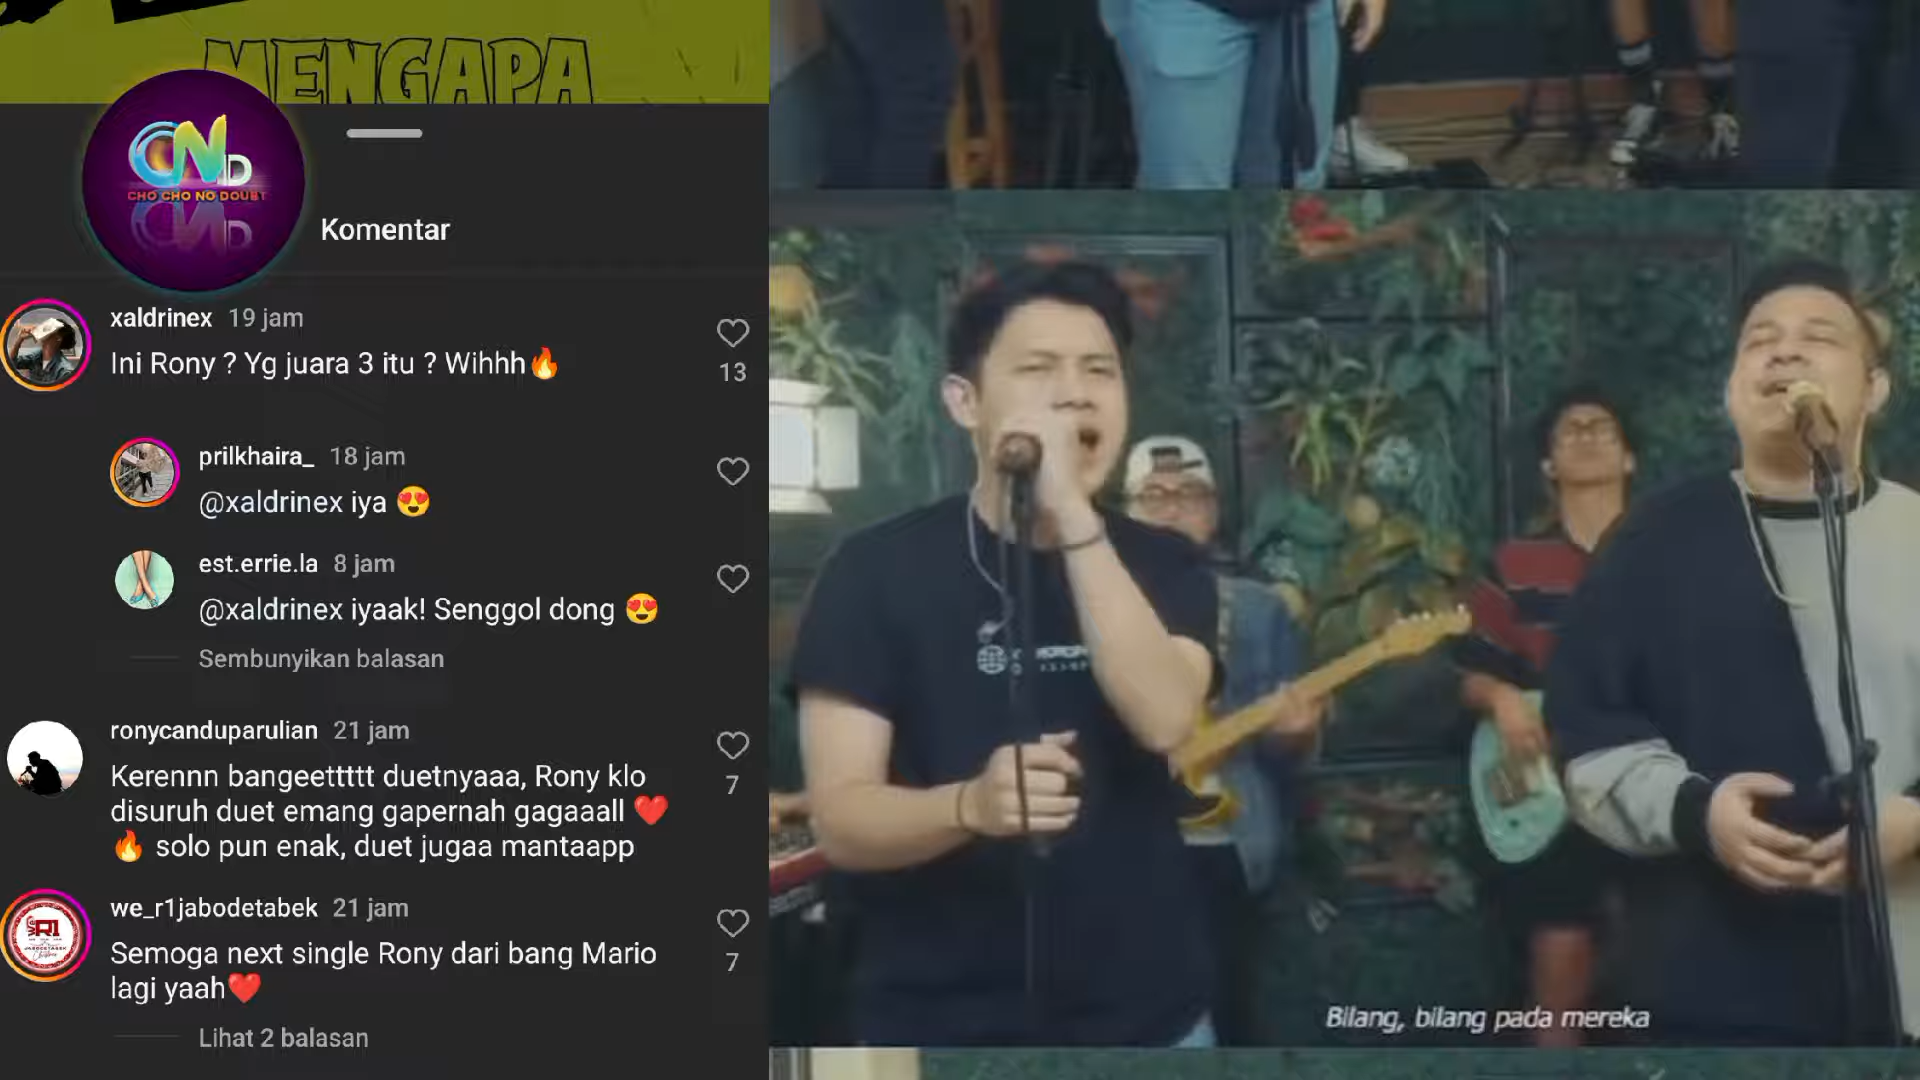 MENGAPA
CND
CHO CHO NO DOUBT
Komentar
xaldrinex 19 jam
Ini Rony ? Yg juara 3 itu ? Wihhh🔥
13
prilkhaira_ 18 jam
@xaldrinex iya 😍
est.errie.la 8 jam
@xaldrinex iyaak! Senggol dong 😍
Sembunyikan balasan
ronycanduparulian 21 jam
Kerennn bangeettttt duetnyaaa, Rony klo
7
disuruh duet emang gapernah gagaaall ❤️
🔥 solo pun enak, duet jugaa mantaapp
we_r1jabodetabek 21 jam
Semoga next single Rony dari bang Mario
7
lagi yaah❤️
Lihat 2 balasan
R1
Bilang, bilang pada mereka